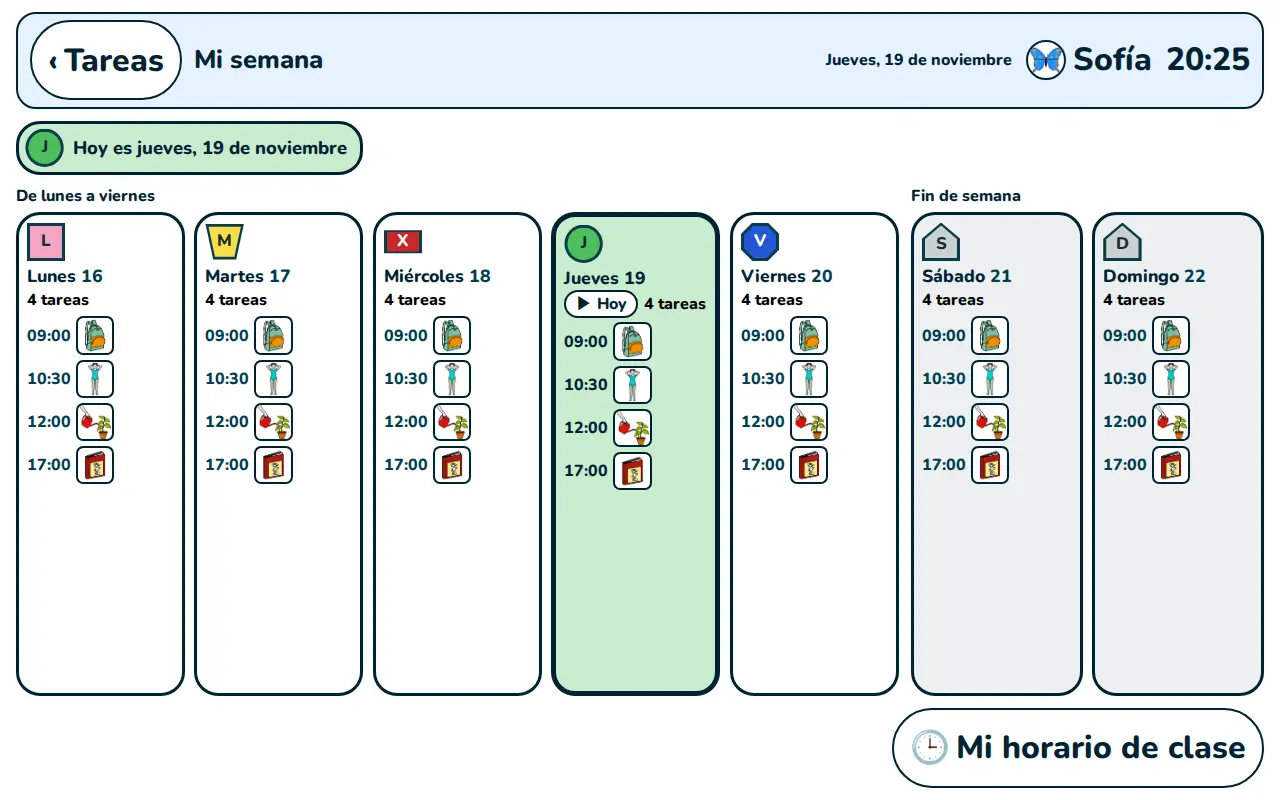 ‹ Tareas
Mi semana
Jueves, 19 de noviembre
Sofía 20:25
J
Hoy es jueves, 19 de noviembre
De lunes a viernes
L
Lunes 16
4 tareas
09:00
10:30
12:00
17:00
M
Martes 17
4 tareas
09:00
10:30
12:00
17:00
X
Miércoles 18
4 tareas
09:00
10:30
12:00
17:00
J
Jueves 19
▶ Hoy 4 tareas
09:00
10:30
12:00
17:00
V
Viernes 20
4 tareas
09:00
10:30
12:00
17:00
Fin de semana
S
Sábado 21
4 tareas
09:00
10:30
12:00
17:00
D
Domingo 22
4 tareas
09:00
10:30
12:00
17:00
Mi horario de clase